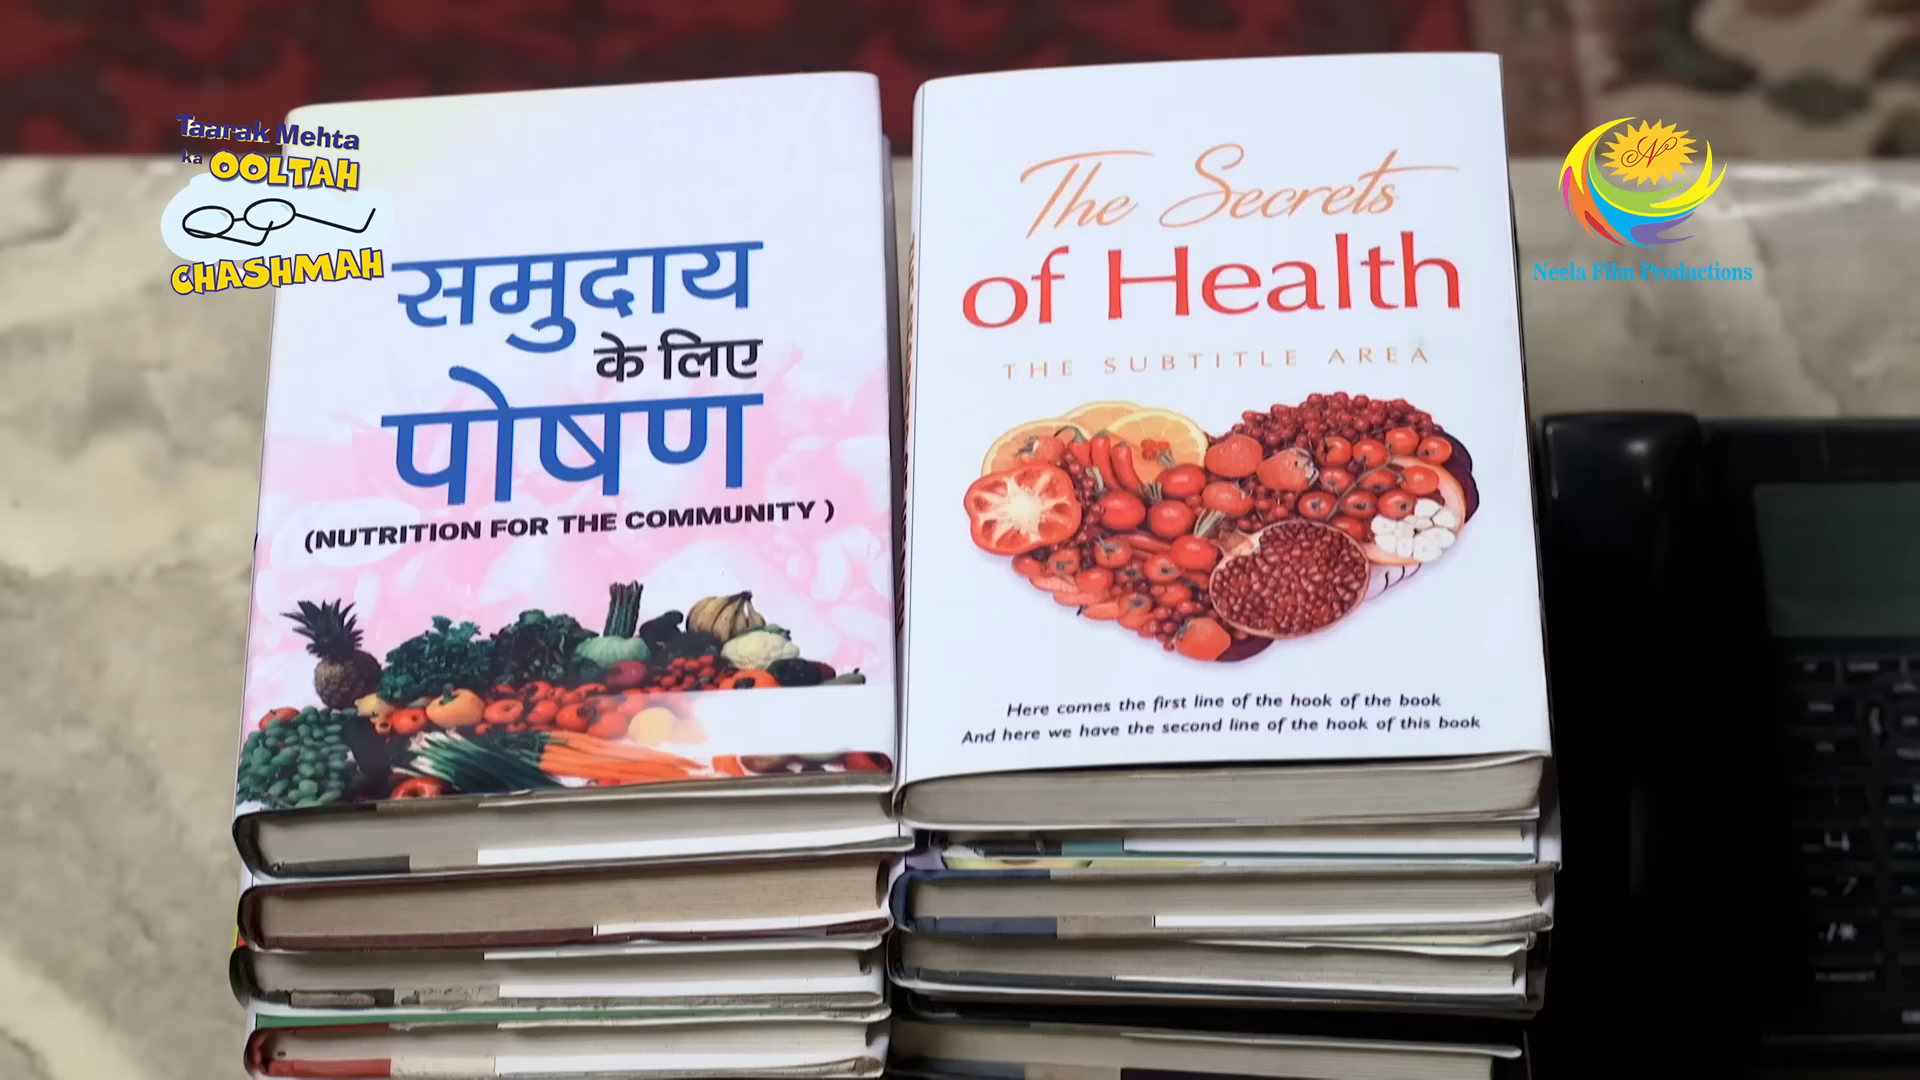 Taarak Mehta
ka OOLTAH
CHASHMAH
समुदाय
के लिए
पोषण
(NUTRITION FOR THE COMMUNITY )
The Secrets
of Health
THE SUBTITLE AREA
Here comes the first line of the hook of the book
And here we have the second line of the hook of this book
Neela Film Productions
4
7
./*